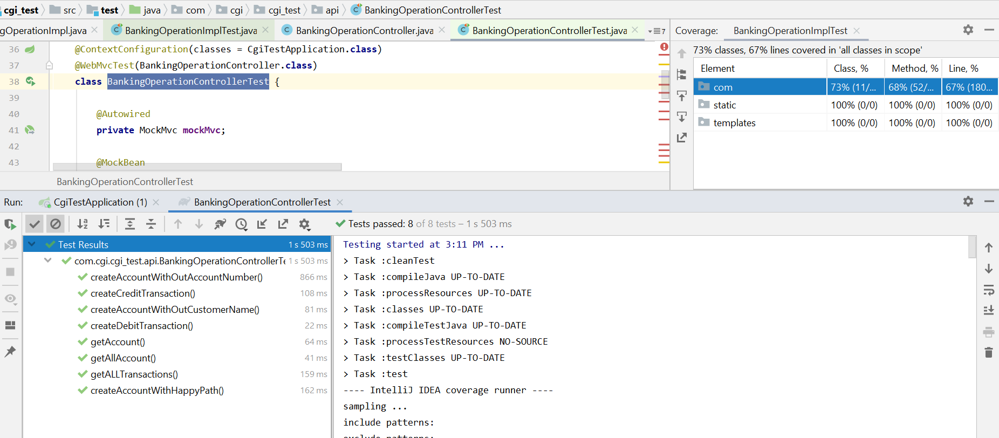 cgi_test src test java com cgi cgi_test api BankingOperationControllerTest
gOperationImpl.java BankingOperationImplTest.java BankingOperationController.java BankingOperationControllerTest.java 7
Coverage: BankingOperationImplTest
73% classes, 67% lines covered in 'all classes in scope'
Element Class, % Method, % Line, %
com 73% (11/... 68% (52/... 67% (180...
static 100% (0/0) 100% (0/0) 100% (0/0)
templates 100% (0/0) 100% (0/0) 100% (0/0)
36 @ContextConfiguration(classes = CgiTestApplication.class)
37 @WebMvcTest(BankingOperationController.class)
38 class BankingOperationControllerTest {
39
40 @Autowired
41 private MockMvc mockMvc;
42
43 @MockBean
BankingOperationControllerTest
Run: CgiTestApplication (1) BankingOperationControllerTest
Tests passed: 8 of 8 tests – 1 s 503 ms
Test Results 1 s 503 ms
com.cgi.cgi_test.api.BankingOperationControllerTe 1 s 503 ms
createAccountWithOutAccountNumber() 866 ms
createCreditTransaction() 108 ms
createAccountWithOutCustomerName() 81 ms
createDebitTransaction() 22 ms
getAccount() 64 ms
getAllAccount() 41 ms
getALLTransactions() 159 ms
createAccountWithHappyPath() 162 ms
Testing started at 3:11 PM ...
> Task :cleanTest
> Task :compileJava UP-TO-DATE
> Task :processResources UP-TO-DATE
> Task :classes UP-TO-DATE
> Task :compileTestJava UP-TO-DATE
> Task :processTestResources NO-SOURCE
> Task :testClasses UP-TO-DATE
> Task :test
---- IntelliJ IDEA coverage runner ----
sampling ...
include patterns:
exclude patterns: